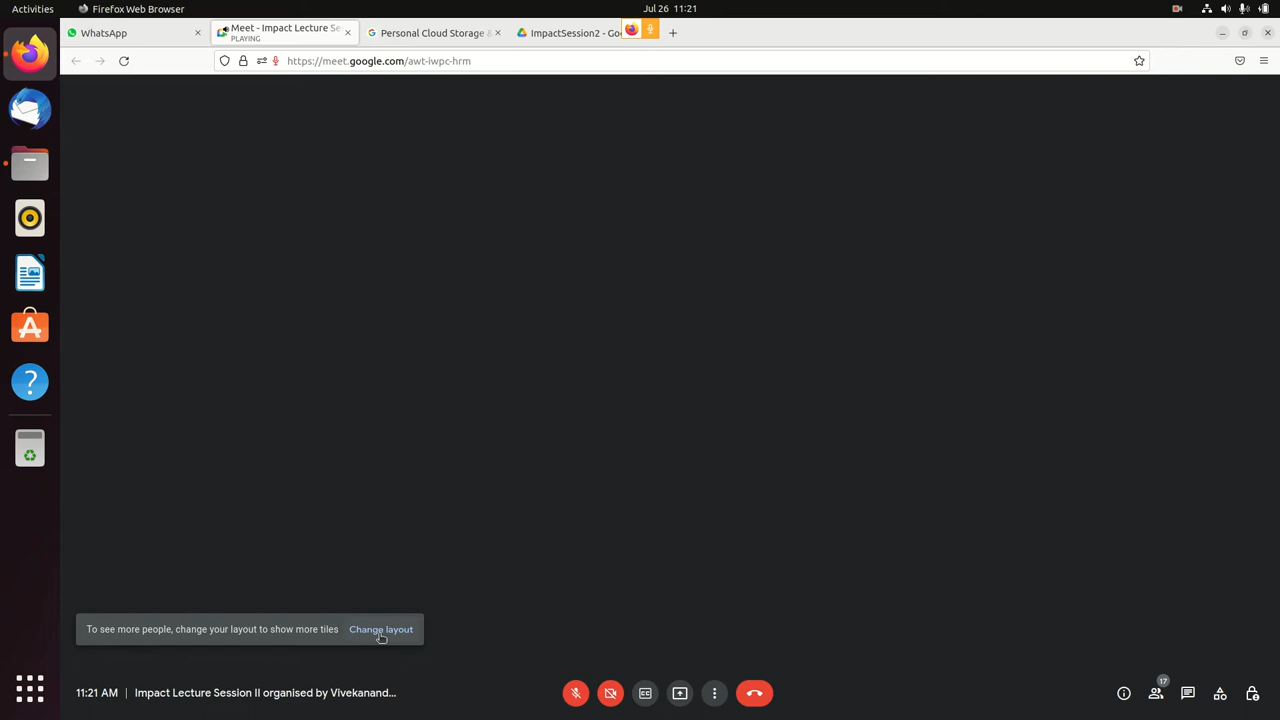 Activities
Firefox Web Browser
Jul 26 11:21
WhatsApp
Meet - Impact Lecture Se
PLAYING
Personal Cloud Storage &
ImpactSession2 - Go
https://meet.google.com/awt-iwpc-hrm
To see more people, change your layout to show more tiles Change layout
17
11:21 AM | Impact Lecture Session II organised by Vivekanand...